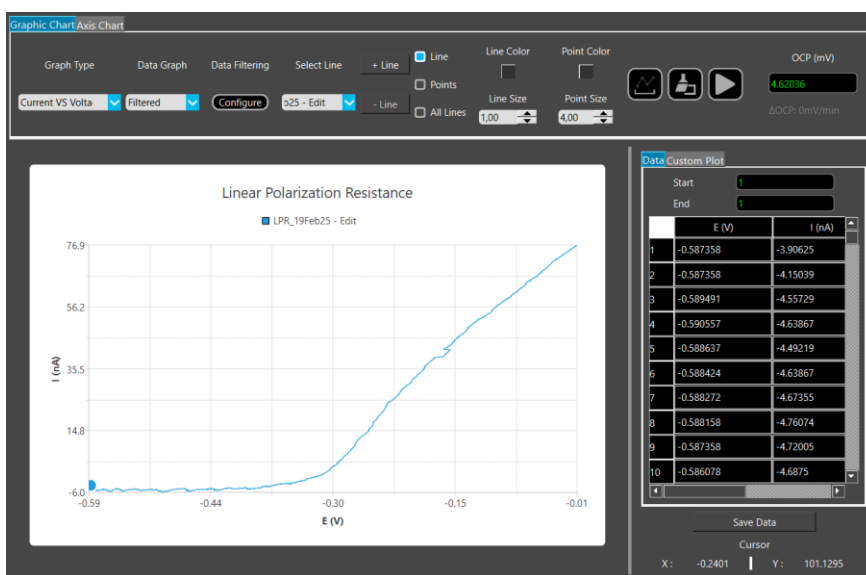 Graphic Chart Axis Chart
Graph Type Data Graph Data Filtering Select Line + Line Line Line Color Point Color OCP (mV)
Current VS Volta Filtered Configure b25 - Edit - Line Points 4.62036
All Lines Line Size Point Size ΔOCP: 0mV/min
1,00 4,00
Linear Polarization Resistance
LPR_19Feb25 - Edit
76.9
56.2
35.5
14.8
-6.0
I (nA)
-0.59 -0.44 -0.30 -0.15 -0.01
E (V)
Data Custom Plot
Start 1
End 1
E (V) I (nA)
1 -0.587358 -3.90625
2 -0.587358 -4.15039
3 -0.589491 -4.55729
4 -0.590557 -4.63867
5 -0.588637 -4.49219
6 -0.588424 -4.63867
7 -0.588272 -4.67355
8 -0.588158 -4.76074
9 -0.587358 -4.72005
10 -0.586078 -4.6875
Save Data
Cursor
X : -0.2401 Y : 101.1295